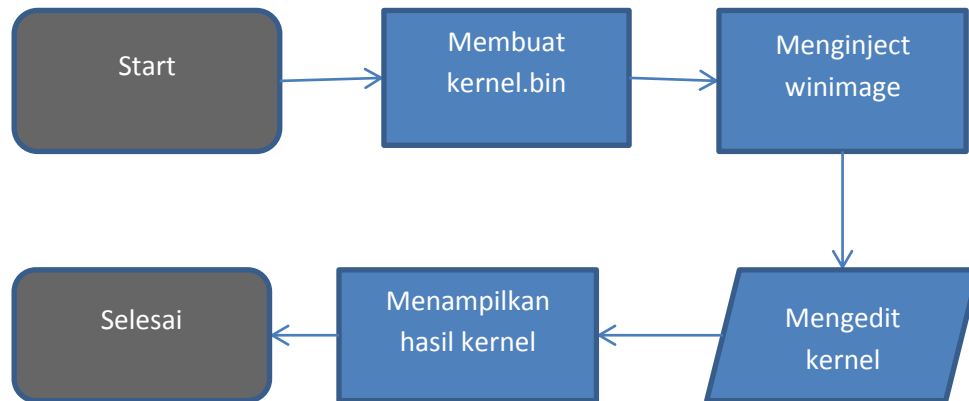 Start
Membuat
kernel.bin
Menginject
winimage
Mengedit
kernel
Menampilkan
hasil kernel
Selesai